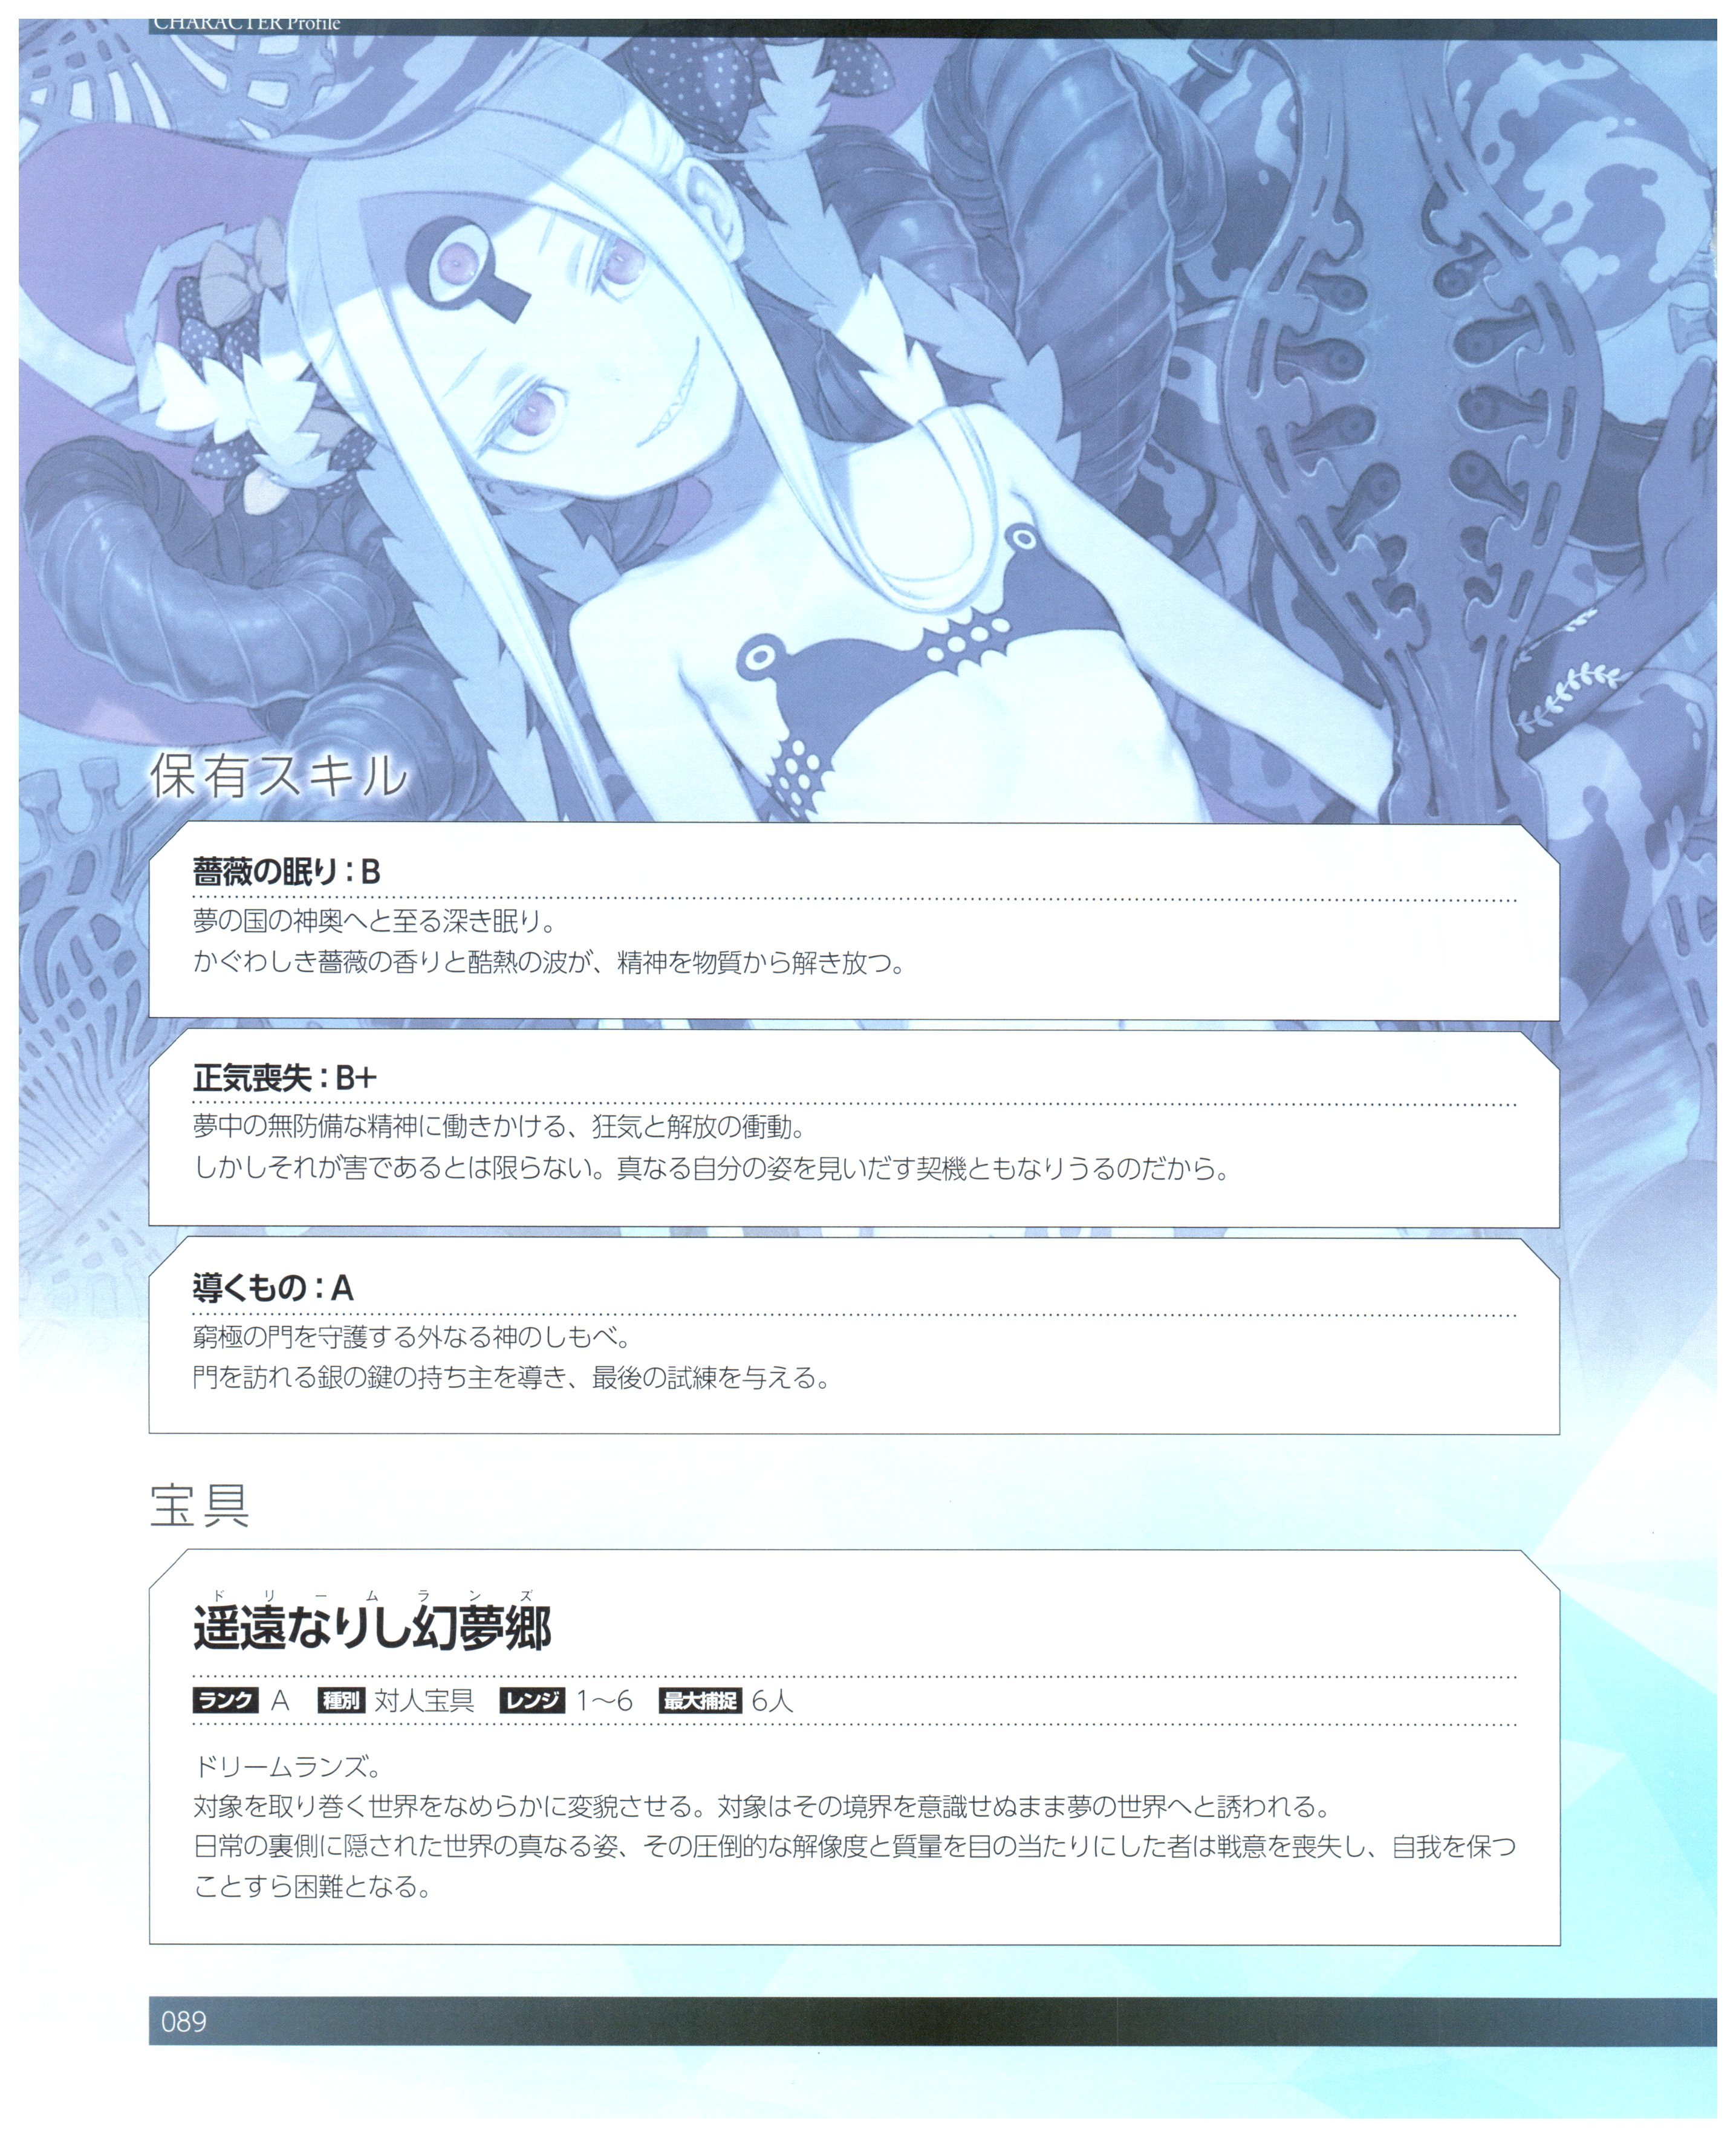 CHARACTER Profile
保有スキル
薔薇の眠り：B
夢の国の神奥へと至る深き眠り。
かぐわしき薔薇の香りと酷熱の波が、精神を物質から解き放つ。
正気喪失：B+
夢中の無防備な精神に働きかける、狂気と解放の衝動。
しかしそれが害であるとは限らない。真なる自分の姿を見いだす契機ともなりうるのだから。
導くもの：A
窮極の門を守護する外なる神のしもべ。
門を訪れる銀の鍵の持ち主を導き、最後の試練を与える。
宝具
ドリームランズ
遥遠なりし幻夢郷
ランク A 種別 対人宝具 レンジ 1〜6 最大捕捉 6人
ドリームランズ。
対象を取り巻く世界をなめらかに変貌させる。対象はその境界を意識せぬまま夢の世界へと誘われる。
日常の裏側に隠された世界の真なる姿、その圧倒的な解像度と質量を目の当たりにした者は戦意を喪失し、自我を保つ
ことすら困難となる。
089